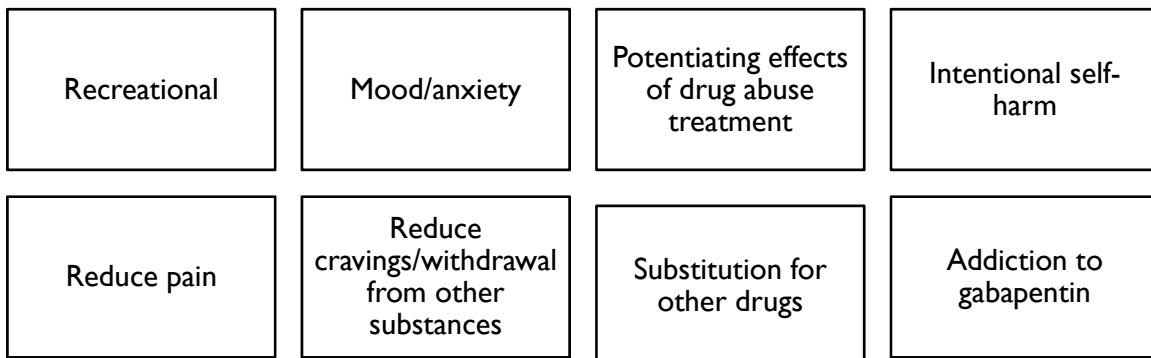 Recreational
Mood/anxiety
Potentiating effects
of drug abuse
treatment
Intentional self-
harm
Reduce pain
Reduce
cravings/withdrawal
from other
substances
Substitution for
other drugs
Addiction to
gabapentin